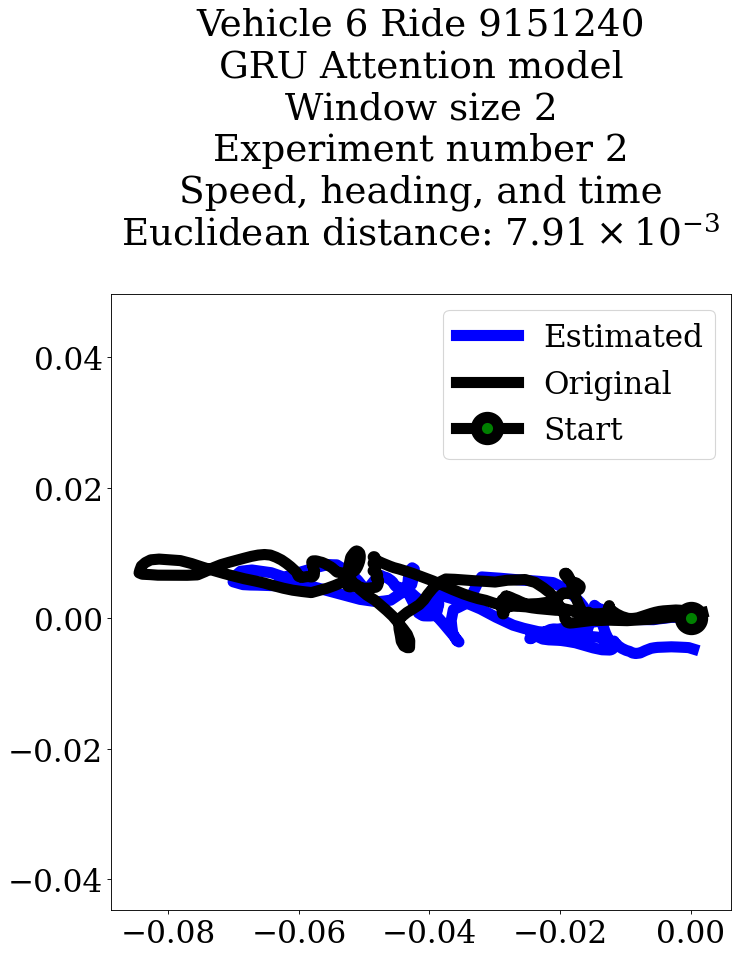 Vehicle 6 Ride 9151240
GRU Attention model
Window size 2
Experiment number 2
Speed, heading, and time
Euclidean distance: 7.91 × 10⁻³
Estimated
Original
Start
0.04
0.02
0.00
−0.02
−0.04
−0.08 −0.06 −0.04 −0.02 0.00